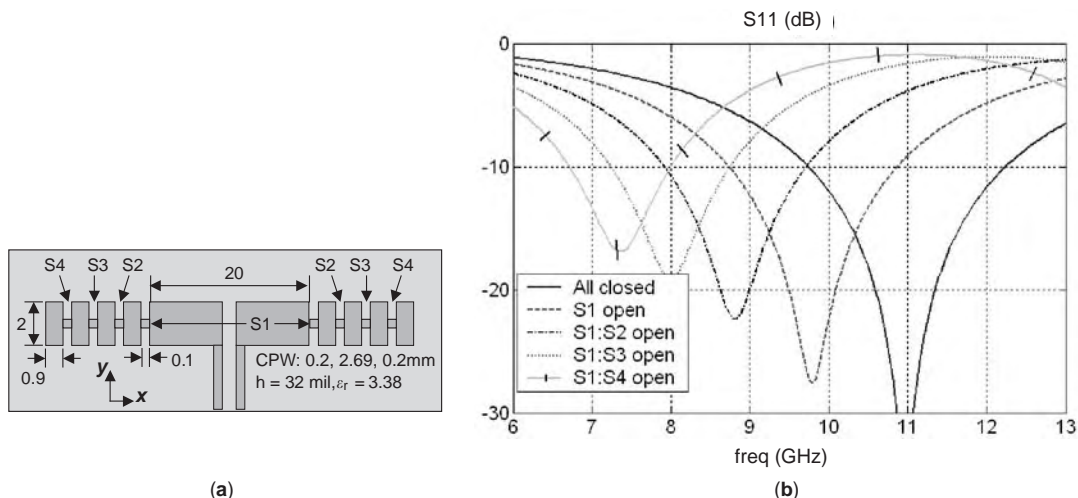 S4 S3 S2 20 S2 S3 S4
2 S1
0.9 0.1
y
x
CPW: 0.2, 2.69, 0.2mm
h = 32 mil,εr = 3.38
(a)
S11 (dB)
0
-10
-20
-30
All closed
S1 open
S1:S2 open
S1:S3 open
S1:S4 open
6 7 8 9 10 11 12 13
freq (GHz)
(b)